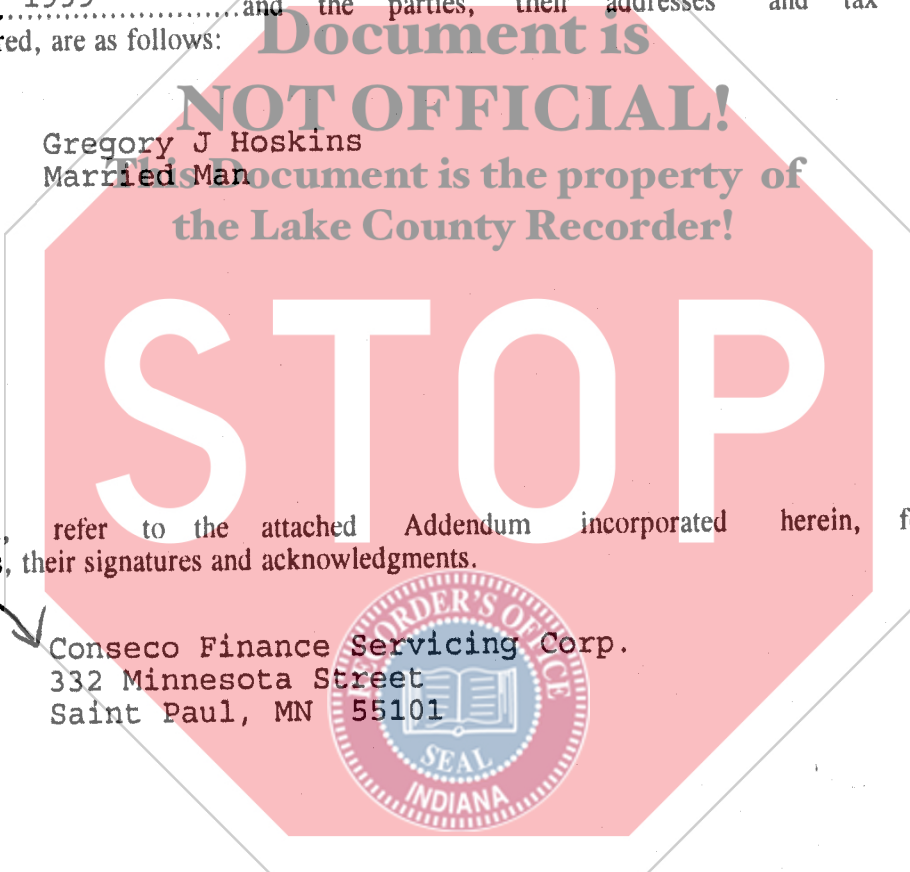 1999 and the parties, their addresses and tax
red, are as follows:
Document is
NOT OFFICIAL!
This Document is the property of
the Lake County Recorder!
Gregory J Hoskins
Married Man
STOP
, refer to the attached Addendum incorporated herein,
, their signatures and acknowledgments.
Conseco Finance Servicing Corp.
332 Minnesota Street
Saint Paul, MN 55101
RECORDER'S OFFICE
SEAL
INDIANA